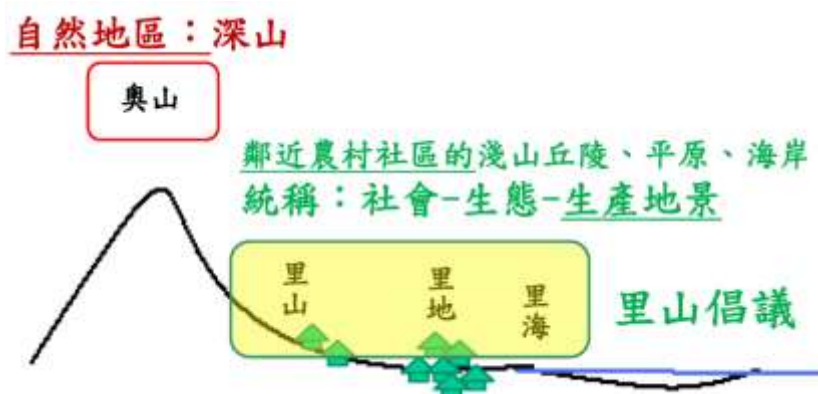 自然地區：深山
奧山
鄰近農村社區的淺山丘陵、平原、海岸
統稱：社會-生態-生產地景
里山
里地
里海
里山倡議